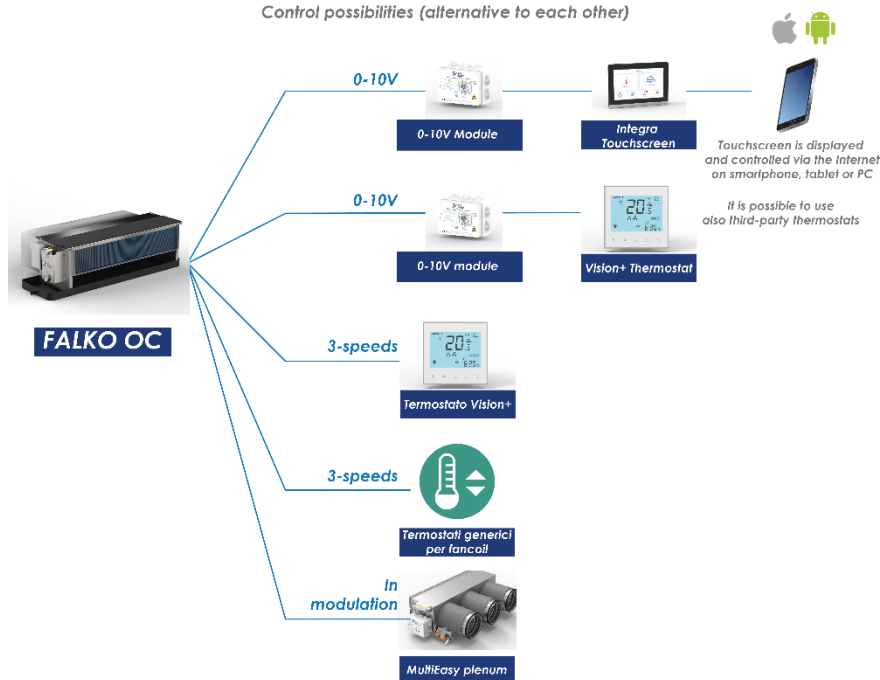 Control possibilities (alternative to each other)
0-10V
0-10V Module
Integra
Touchscreen
Touchscreen is displayed
and controlled via the Internet
on smartphone, tablet or PC
It is possible to use
also third-party thermostats
0-10V
0-10V module
20
Vision+ Thermostat
FALKO OC
3-speeds
20
Termostato Vision+
3-speeds
Termostati generici
per fancoil
In
modulation
MultiEasy plenum